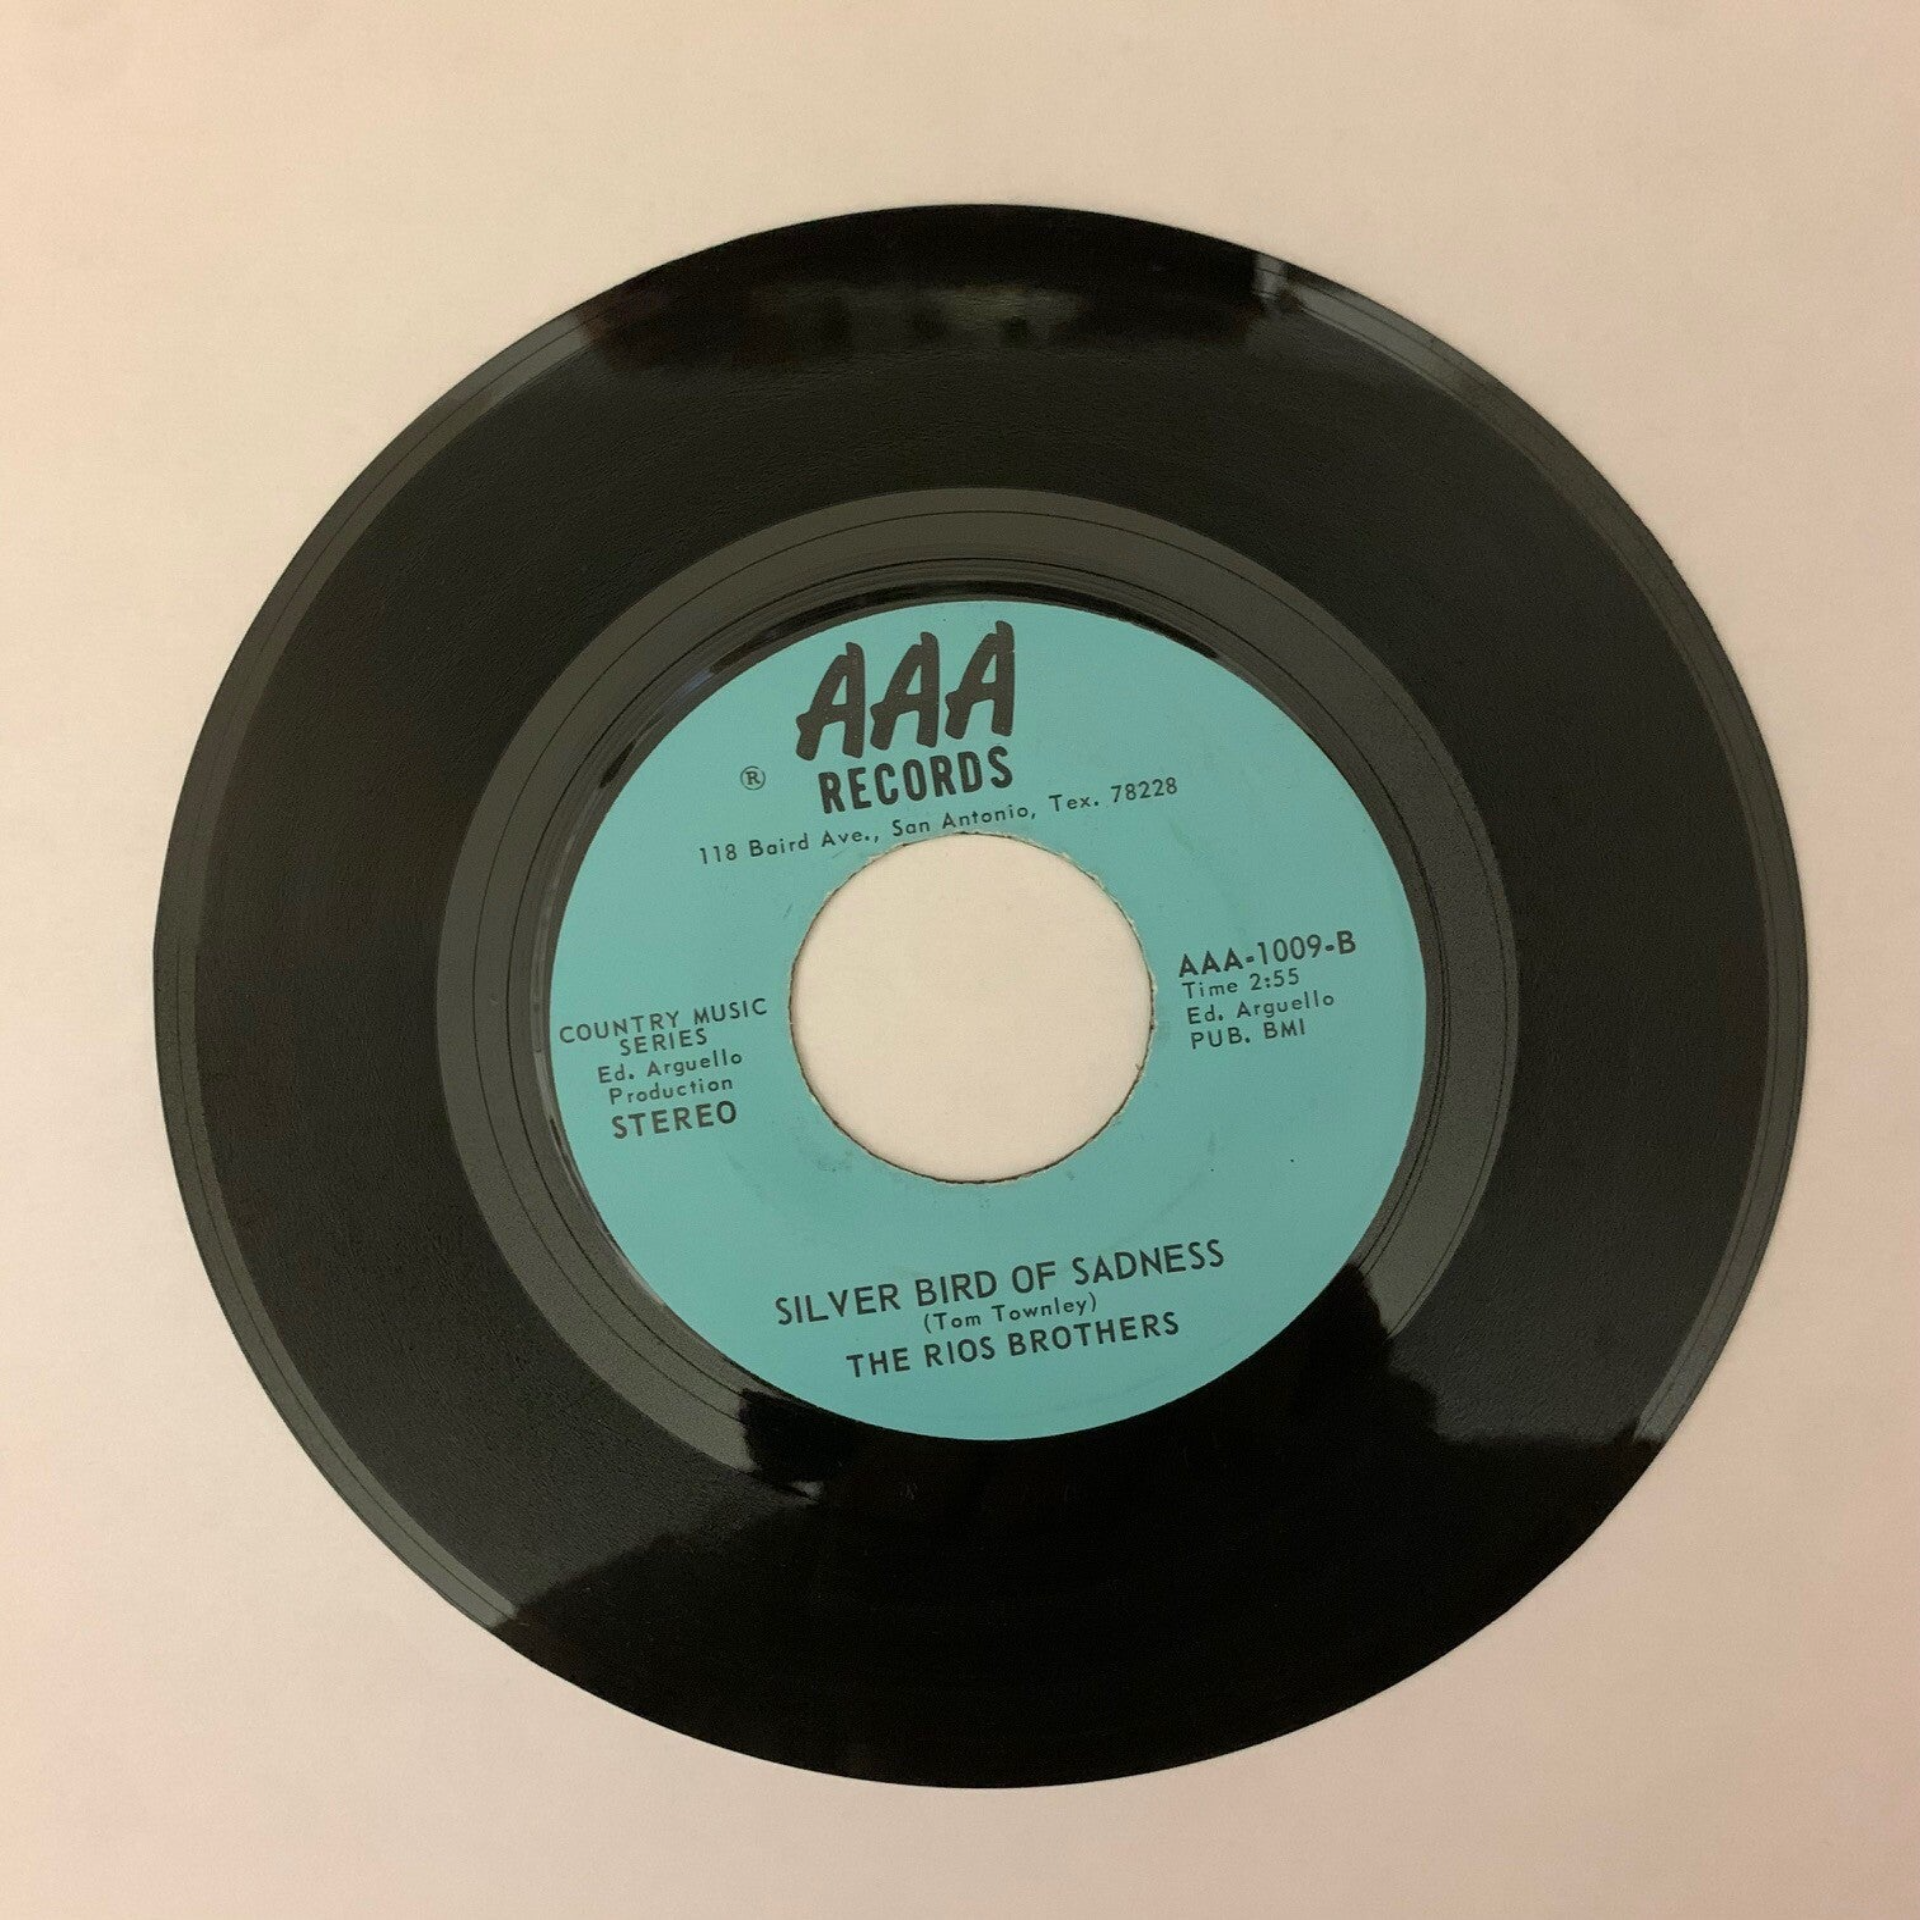 AAA
RECORDS
®
118 Baird Ave., San Antonio, Tex. 78228
COUNTRY MUSIC
SERIES
Ed. Arguello
Production
STEREO
AAA-1009-B
Time 2:55
Ed. Arguello
PUB. BMI
SILVER BIRD OF SADNESS
(Tom Townley)
THE RIOS BROTHERS